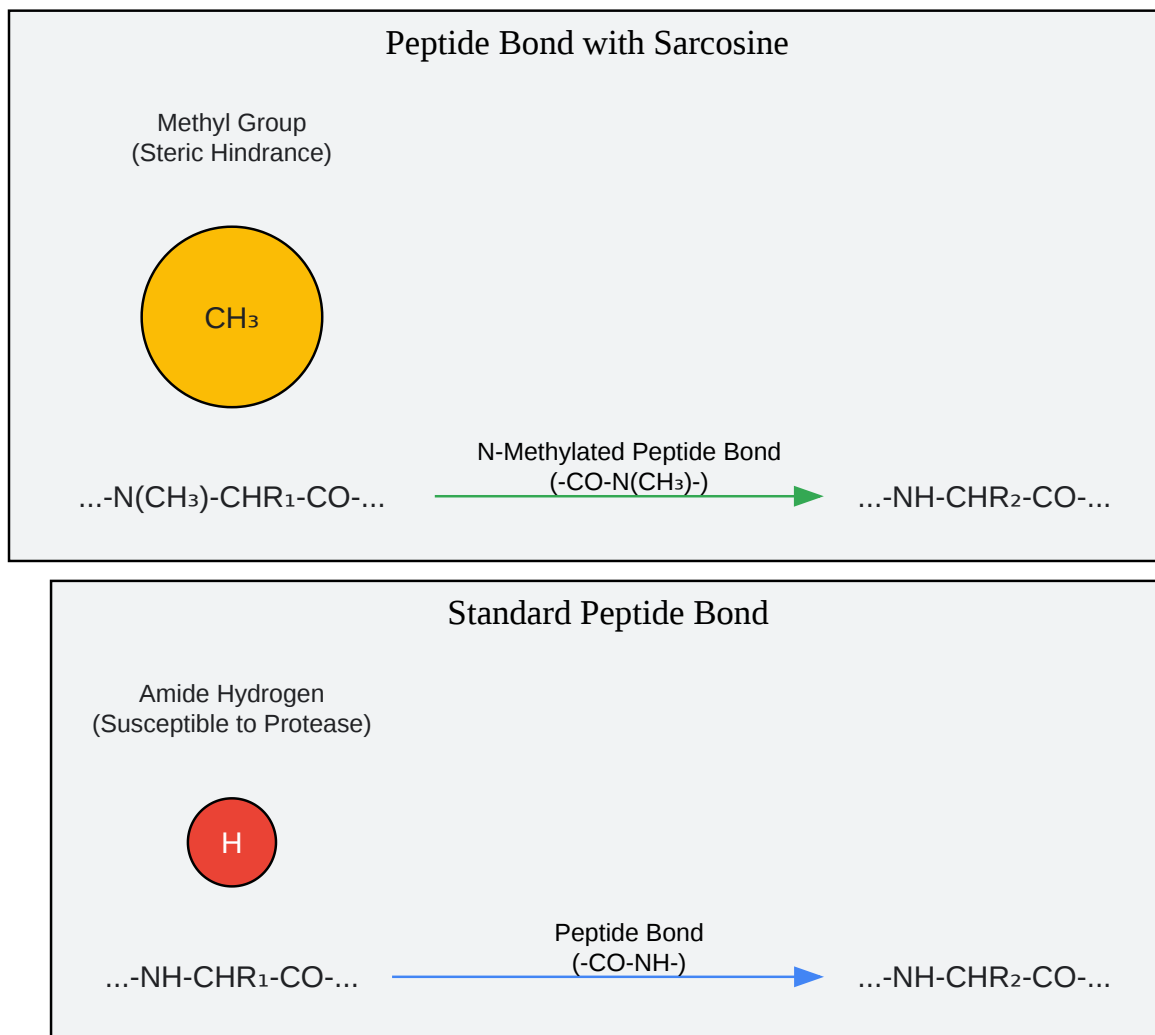 Peptide Bond with Sarcosine
Methyl Group
(Steric Hindrance)
CH₃
N-Methylated Peptide Bond
(-CO-N(CH₃)-)
...-N(CH₃)-CHR₁-CO-...
...-NH-CHR₂-CO-...
Standard Peptide Bond
Amide Hydrogen
(Susceptible to Protease)
H
Peptide Bond
(-CO-NH-)
...-NH-CHR₁-CO-...
...-NH-CHR₂-CO-...